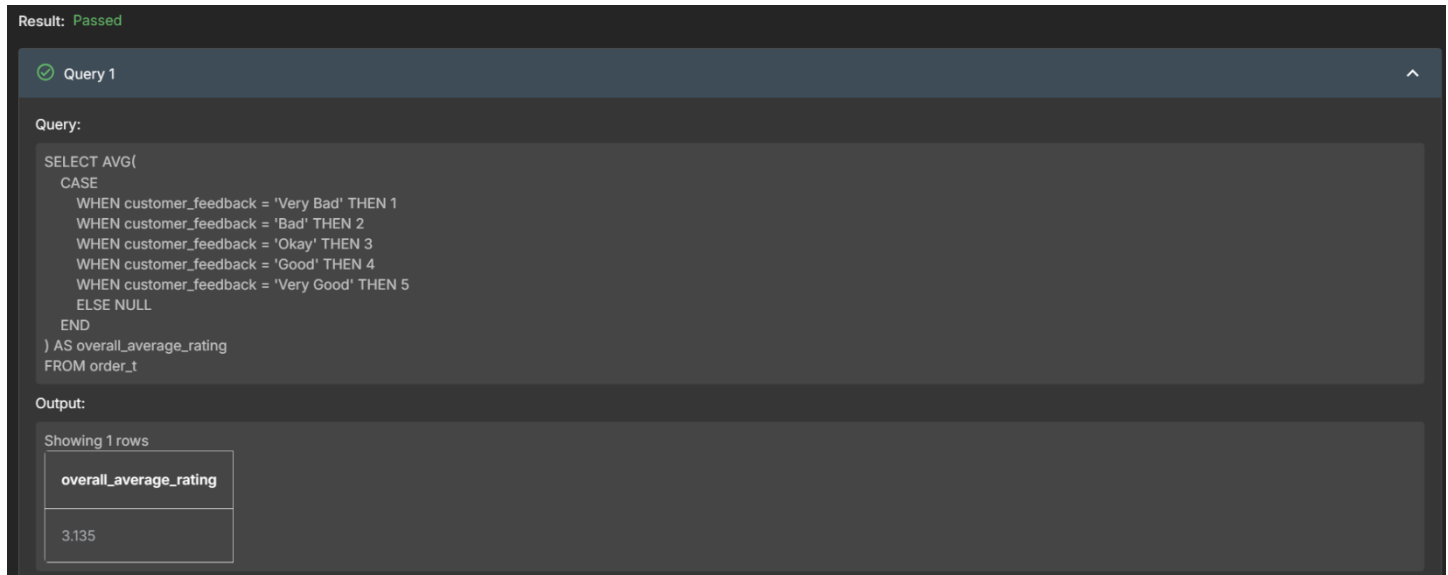 Result: Passed
Query 1
Query:
SELECT AVG(
CASE
WHEN customer_feedback = 'Very Bad' THEN 1
WHEN customer_feedback = 'Bad' THEN 2
WHEN customer_feedback = 'Okay' THEN 3
WHEN customer_feedback = 'Good' THEN 4
WHEN customer_feedback = 'Very Good' THEN 5
ELSE NULL
END
) AS overall_average_rating
FROM order_t
Output:
Showing 1 rows
overall_average_rating
3.135